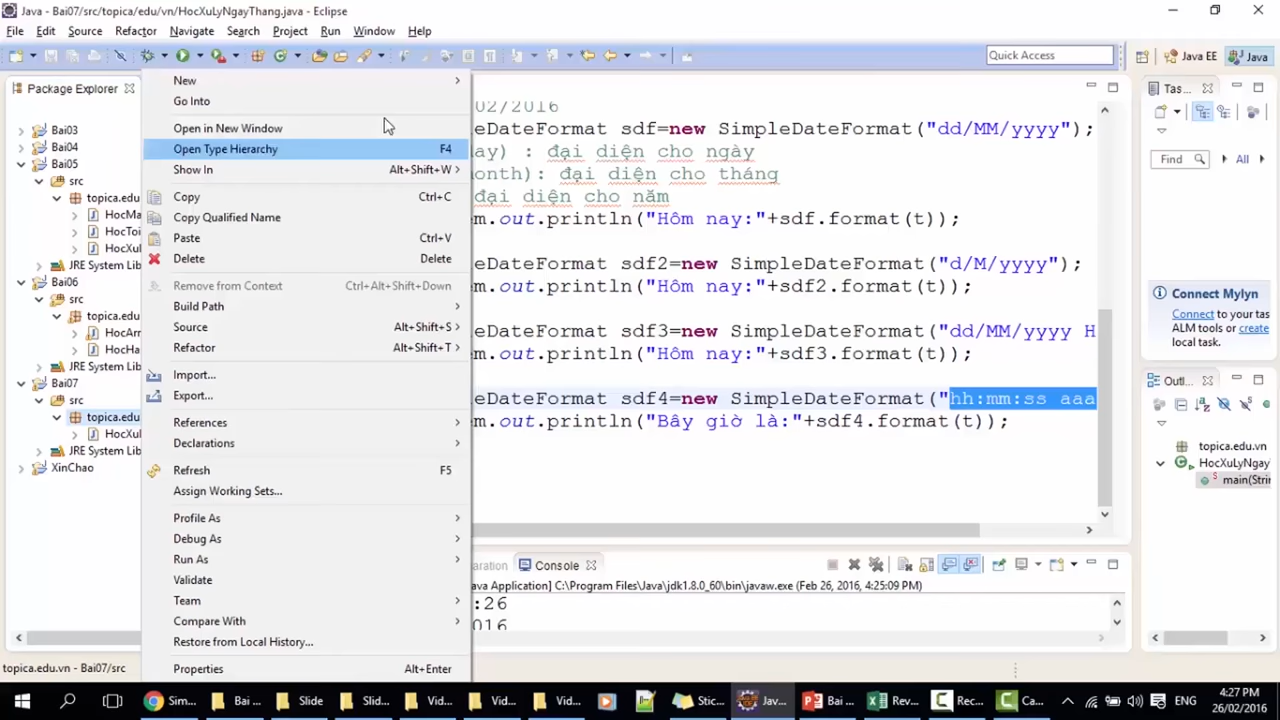 Java - Bai07/src/topica/edu/vn/HocXuLyNgayThang.java - Eclipse
File Edit Source Refactor Navigate Search Project Run Window Help
Quick Access
Java EE
Java
Package Explorer
Bai03
Bai04
Bai05
src
topica.edu
HocMa
HocToi
HocXul
JRE System Lib
Bai06
src
topica.edu.
HocArr
HocHa
JRE System Lib
Bai07
src
topica.edu
HocXul
JRE System Lib
XinChao
New
Go Into
Open in New Window
Open Type Hierarchy F4
Show In Alt+Shift+W
Copy Ctrl+C
Copy Qualified Name
Paste Ctrl+V
Delete Delete
Remove from Context Ctrl+Alt+Shift+Down
Build Path
Source Alt+Shift+S
Refactor Alt+Shift+T
Import...
Export...
References
Declarations
Refresh F5
Assign Working Sets...
Profile As
Debug As
Run As
Validate
Team
Compare With
Restore from Local History...
Properties Alt+Enter
02/2016
eDateFormat sdf=new SimpleDateFormat("dd/MM/yyyy");
ay) : đại diện cho ngày
onth): đại diện cho tháng
đại diện cho năm
em.out.println("Hôm nay:"+sdf.format(t));
eDateFormat sdf2=new SimpleDateFormat("d/M/yyyy");
em.out.println("Hôm nay:"+sdf2.format(t));
eDateFormat sdf3=new SimpleDateFormat("dd/MM/yyyy H
em.out.println("Hôm nay:"+sdf3.format(t));
eDateFormat sdf4=new SimpleDateFormat("hh:mm:ss aaa
em.out.println("Bây giờ là:"+sdf4.format(t));
aration Console
ava Application] C:\Program Files\Java\jdk1.8.0_60\bin\javaw.exe (Feb 26, 2016, 4:25:09 PM)
:26
016
Tas...
Find All
Connect Mylyn
Connect to your tas
ALM tools or create
local task.
Outl...
topica.edu.vn
HocXuLyNgay
main(Strin
topica.edu.vn - Bai07/src
Sim... Bai ... Slide Slid... Vid... Vid... Vid... Stic... Jav... Bai ... Rev... Rec... Ca...
ENG
4:27 PM
26/02/2016